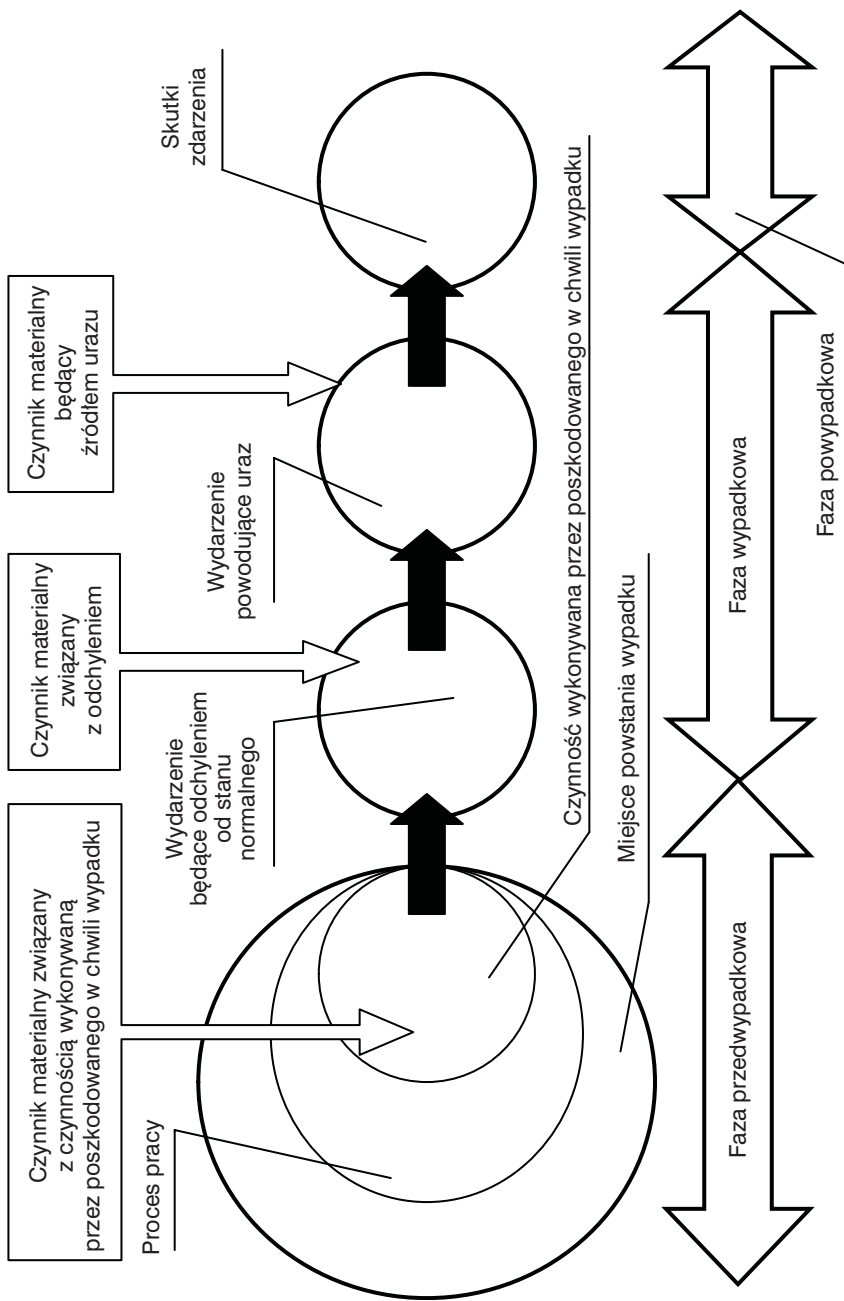 Czynnik materialny związany
z czynnością wykonywaną
przez poszkodowanego w chwili wypadku
Czynnik materialny
związany
z odchyleniem
Czynnik materialny
będący
źródłem urazu
Proces pracy
Wydarzenie
będące odchyleniem
od stanu
normalnego
Wydarzenie
powodujące uraz
Skutki
zdarzenia
Czynność wykonywana przez poszkodowanego w chwili wypadku
Miejsce powstania wypadku
Faza przedwypadkowa
Faza wypadkowa
Faza powypadkowa